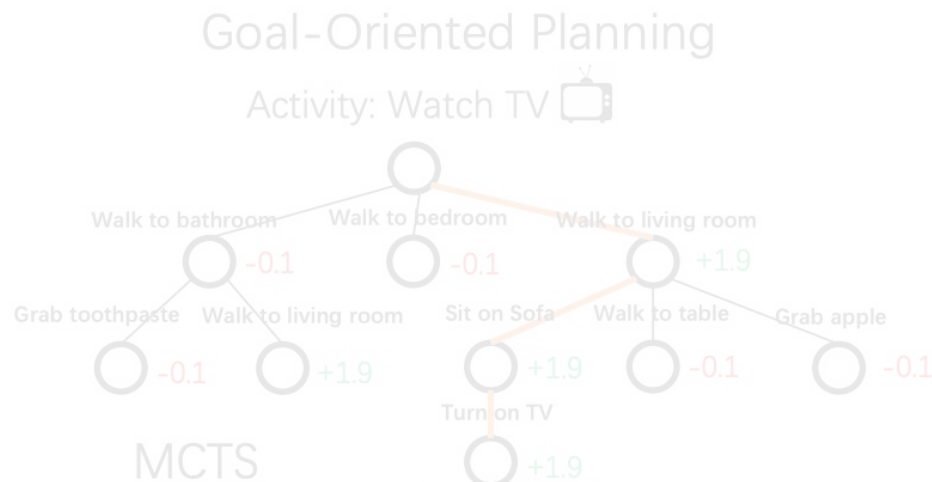 Goal-Oriented Planning
Activity: Watch TV
Walk to bathroom Walk to bedroom Walk to living room
-0.1 -0.1 +1.9
Grab toothpaste Walk to living room Sit on Sofa Walk to table Grab apple
-0.1 +1.9 +1.9 -0.1 -0.1
Turn on TV
MCTS +1.9